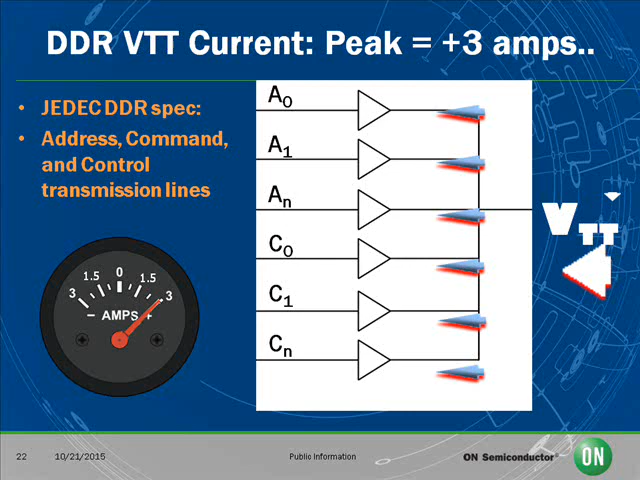 DDR VTT Current: Peak = +3 amps..
• JEDEC DDR spec:
• Address, Command,
and Control
transmission lines
A0
A1
An
C0
C1
Cn
VTT
3 1.5 0 1.5 3
– AMPS +
22 10/21/2015 Public Information ON Semiconductor® ON